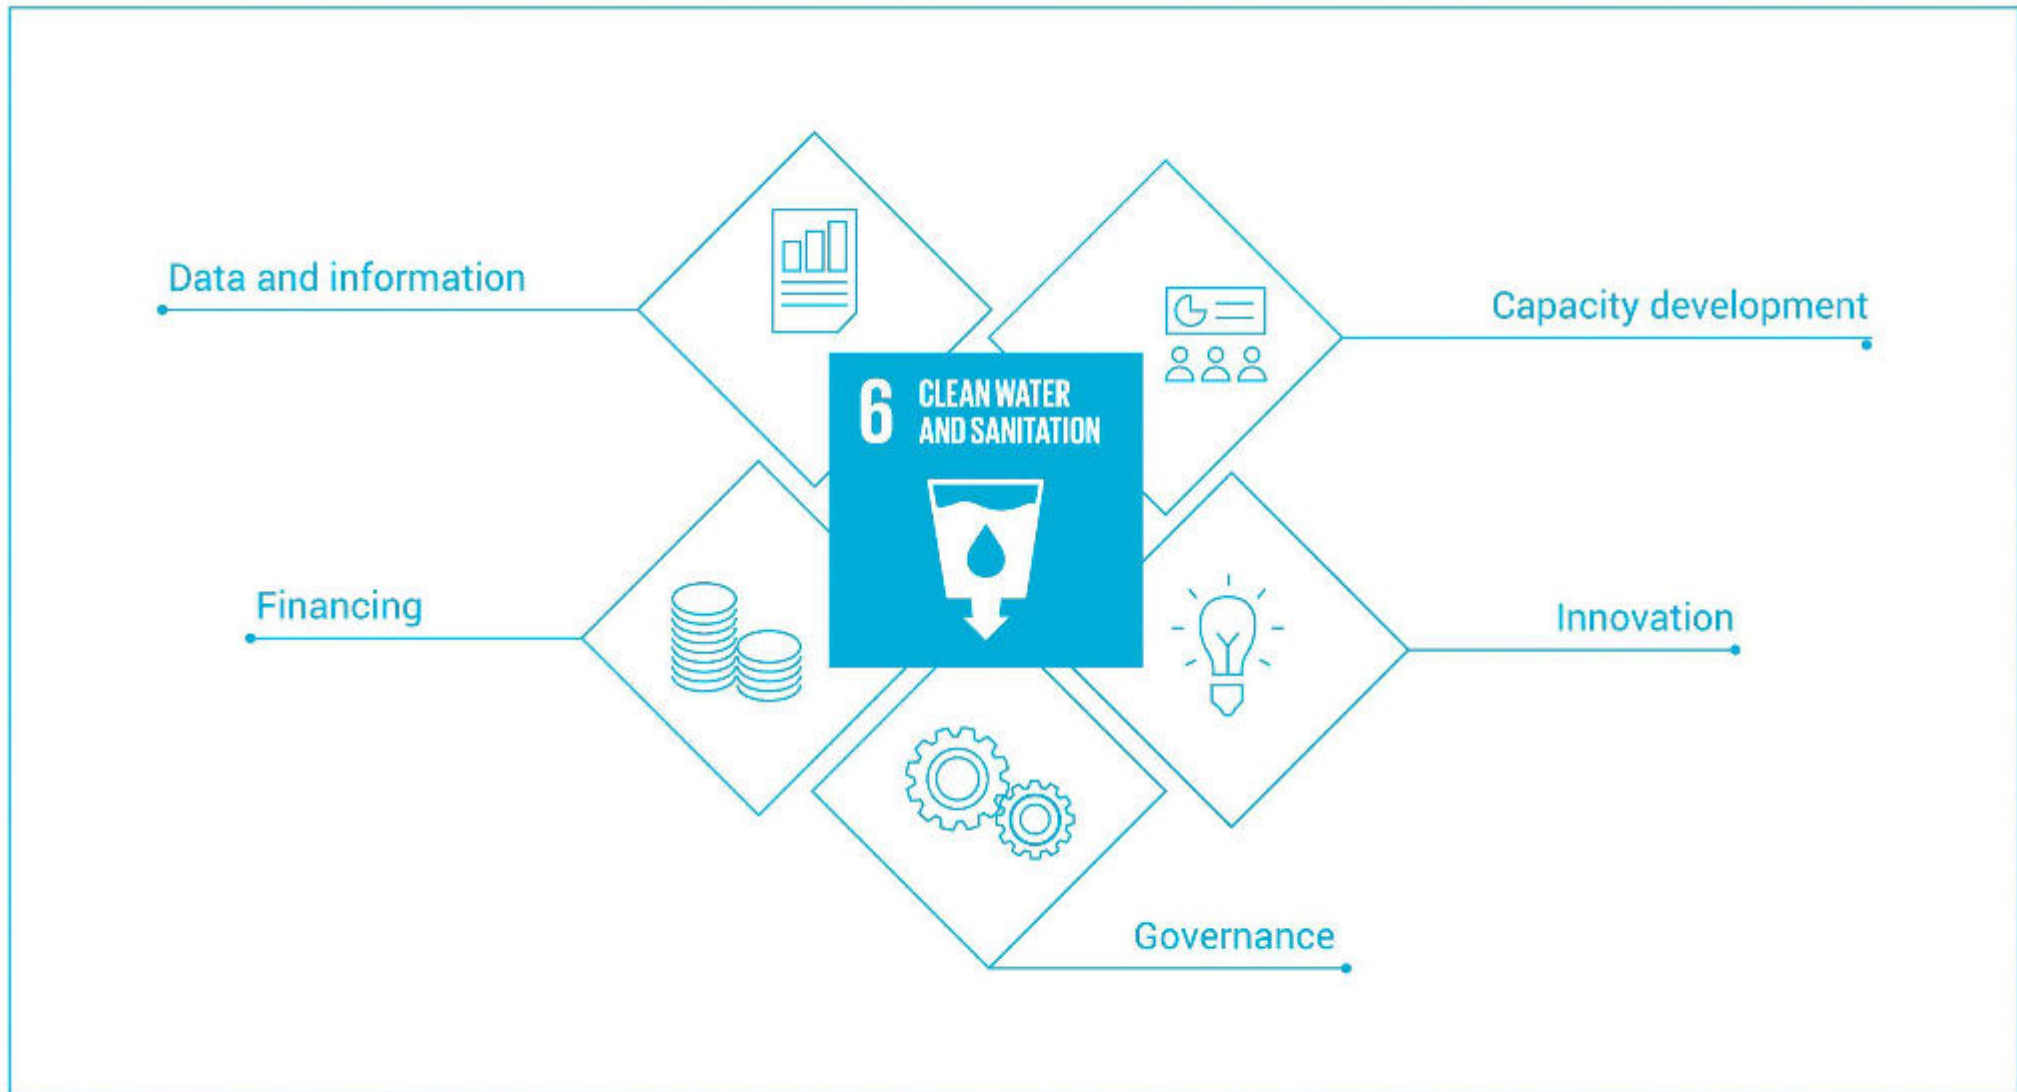 Data and information
Capacity development
6 CLEAN WATER
AND SANITATION
Financing
Innovation
Governance